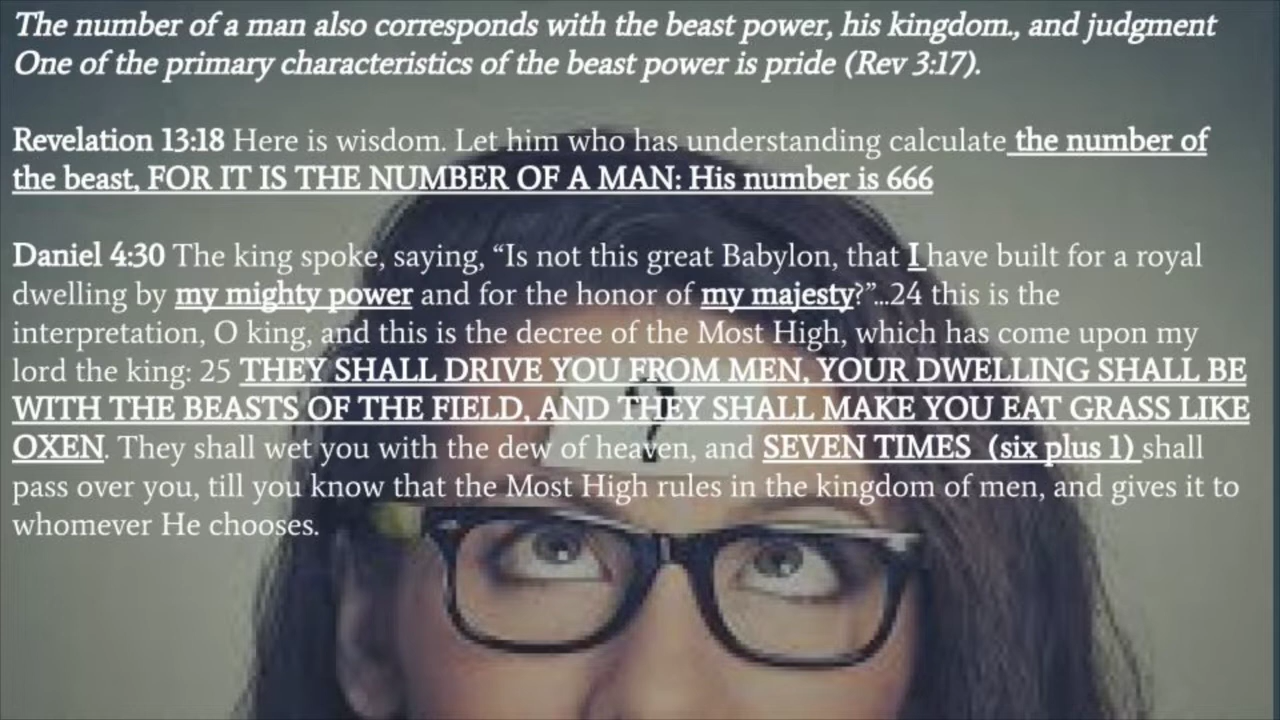 The number of a man also corresponds with the beast power, his kingdom., and judgment
One of the primary characteristics of the beast power is pride (Rev 3:17).
Revelation 13:18 Here is wisdom. Let him who has understanding calculate the number of
the beast, FOR IT IS THE NUMBER OF A MAN: His number is 666
Daniel 4:30 The king spoke, saying, “Is not this great Babylon, that I have built for a royal
dwelling by my mighty power and for the honor of my majesty?”...24 this is the
interpretation, O king, and this is the decree of the Most High, which has come upon my
lord the king: 25 THEY SHALL DRIVE YOU FROM MEN, YOUR DWELLING SHALL BE
WITH THE BEASTS OF THE FIELD, AND THEY SHALL MAKE YOU EAT GRASS LIKE
OXEN. They shall wet you with the dew of heaven, and SEVEN TIMES (six plus 1) shall
pass over you, till you know that the Most High rules in the kingdom of men, and gives it to
whomever He chooses.
?